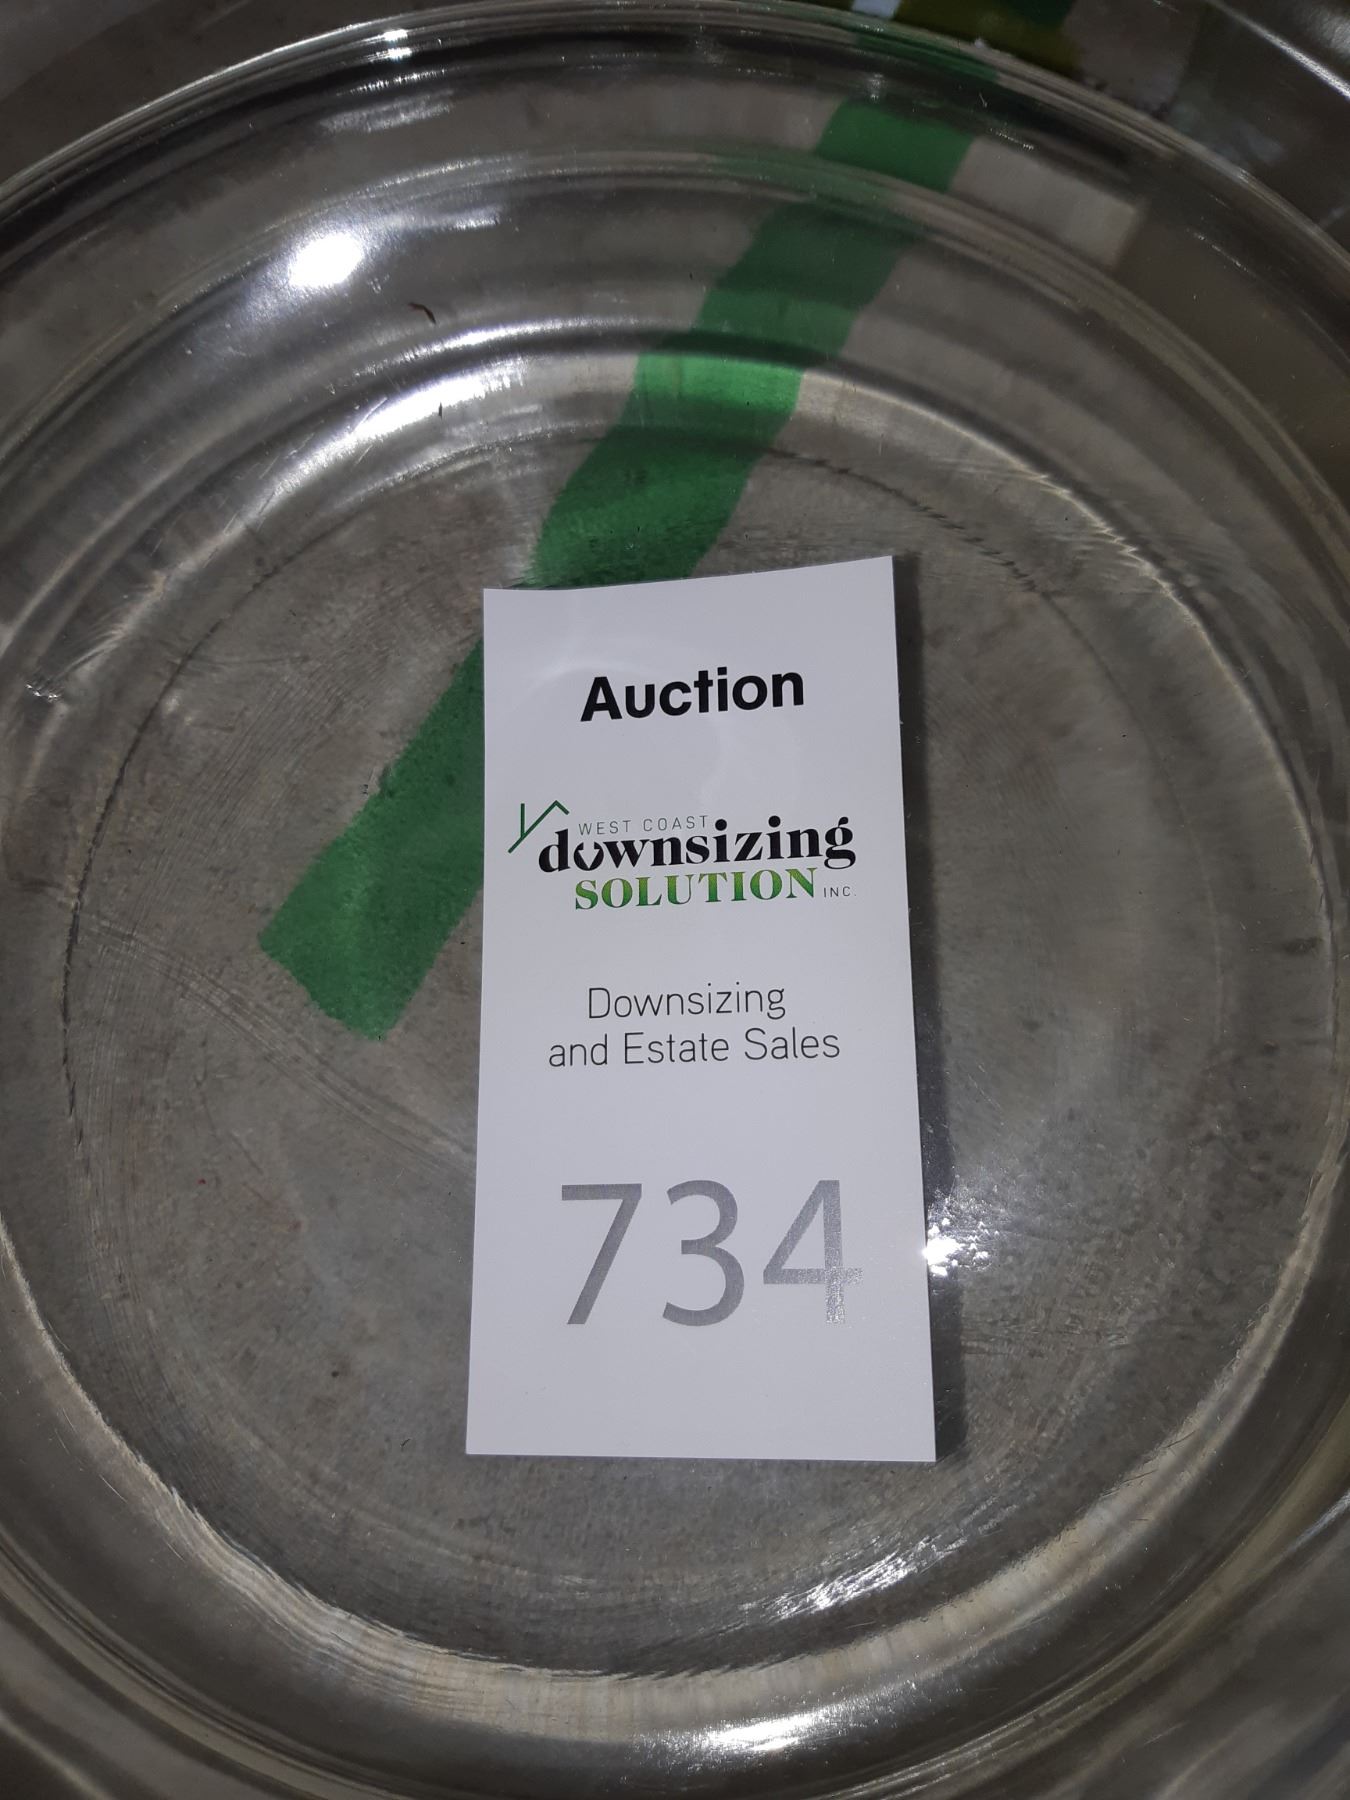 Auction
WEST COAST
downsizing
SOLUTION INC.
Downsizing
and Estate Sales
734